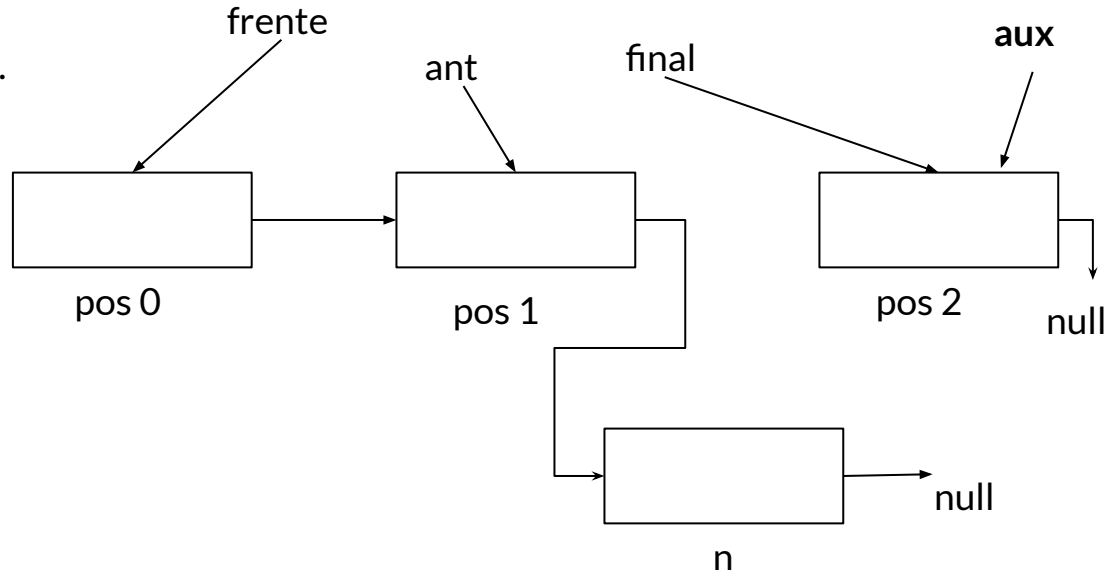 frente
ant
final
aux
.
pos 0
pos 1
pos 2
null
null
n